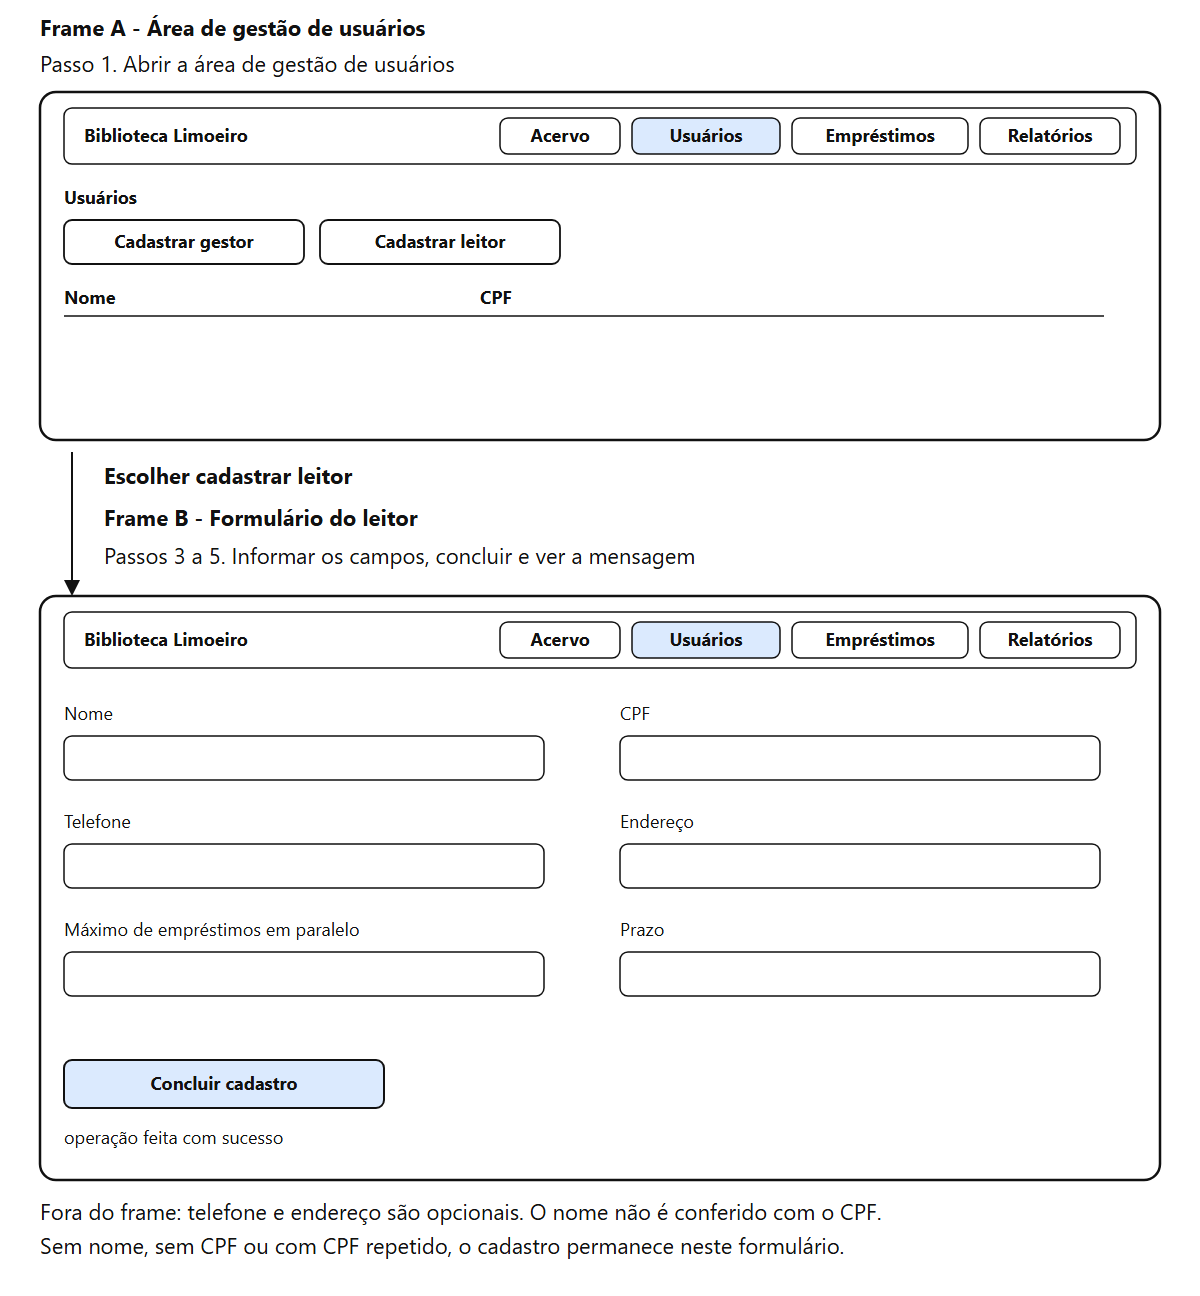 Frame A - Área de gestão de usuários
Passo 1. Abrir a área de gestão de usuários
Biblioteca Limoeiro Acervo Usuários Empréstimos Relatórios
Usuários
Cadastrar gestor Cadastrar leitor
Nome CPF
Escolher cadastrar leitor
Frame B - Formulário do leitor
Passos 3 a 5. Informar os campos, concluir e ver a mensagem
Biblioteca Limoeiro Acervo Usuários Empréstimos Relatórios
Nome CPF
Telefone Endereço
Máximo de empréstimos em paralelo Prazo
Concluir cadastro
operação feita com sucesso
Fora do frame: telefone e endereço são opcionais. O nome não é conferido com o CPF.
Sem nome, sem CPF ou com CPF repetido, o cadastro permanece neste formulário.